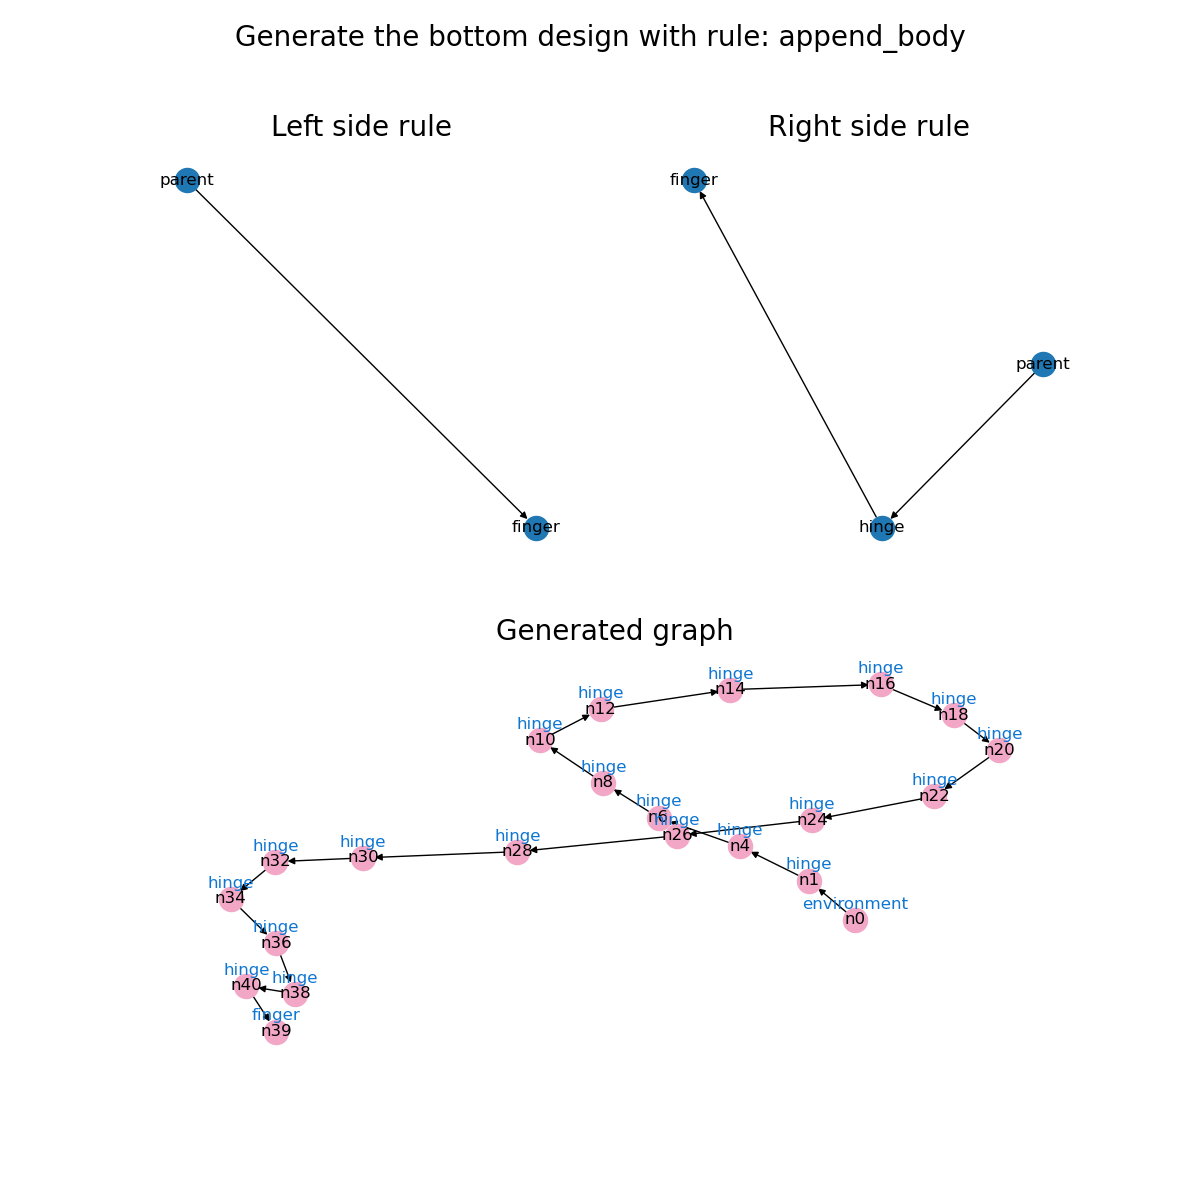 Generate the bottom design with rule: append_body
Left side rule
Right side rule
parent
finger
parent
finger
hinge
Generated graph
hinge
n16
hinge
n14
hinge
n12
hinge
n18
hinge
n10
hinge
n20
hinge
n8
hinge
n22
hinge
n6
hinge
n24
hinge
n26
hinge
n4
hinge
n28
hinge
n30
hinge
n32
hinge
n1
hinge
n34
environment
n0
hinge
n36
hinge
n40
hinge
n38
finger
n39